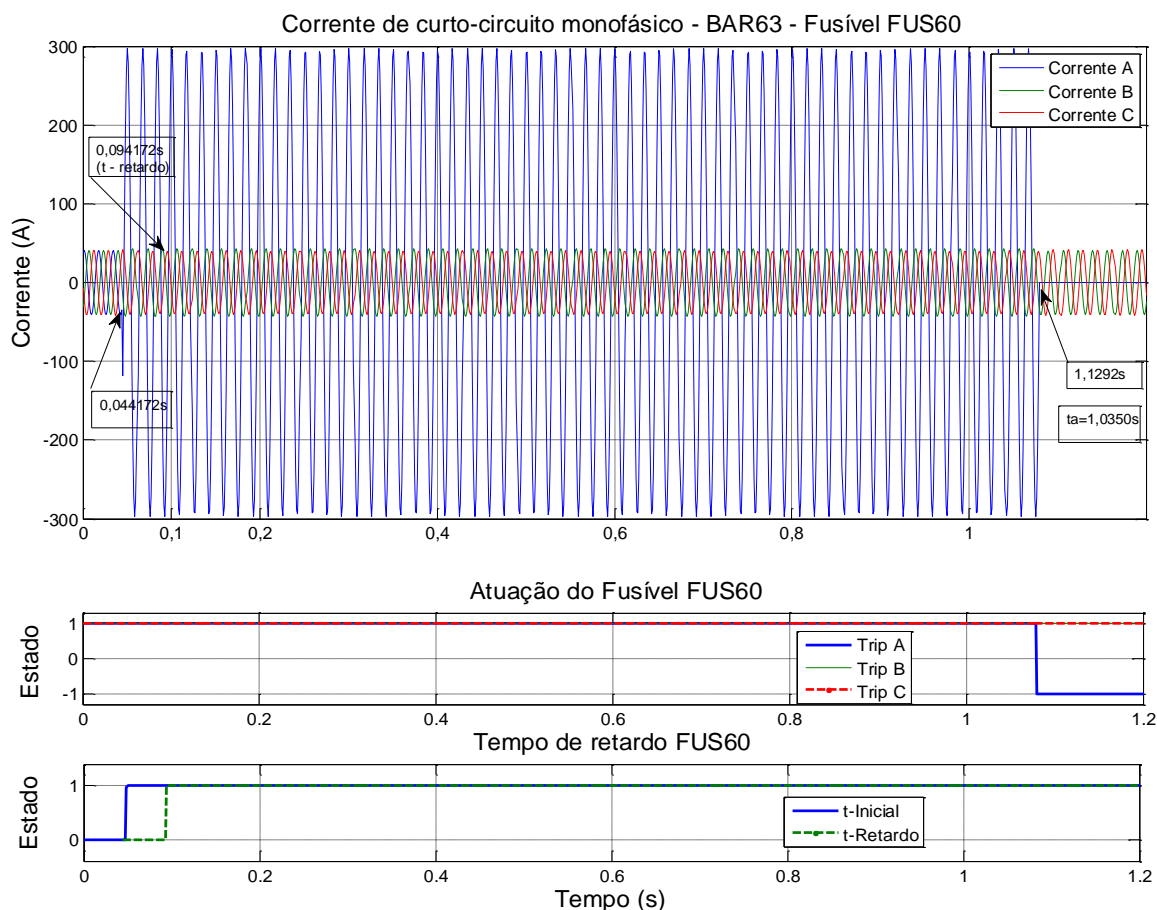 Corrente de curto-circuito monofásico - BAR63 - Fusível FUS60
Corrente (A)
300
200
100
0
-100
-200
-300
Corrente A
Corrente B
Corrente C
0,094172s
(t - retardo)
0,044172s
1,1292s
ta=1,0350s
0 0,1 0,2 0,4 0,6 0,8 1
Atuação do Fusível FUS60
Estado
1
0
-1
Trip A
Trip B
Trip C
0 0.2 0.4 0.6 0.8 1 1.2
Tempo de retardo FUS60
Estado
1
0
t-Inicial
t-Retardo
0 0.2 0.4 0.6 0.8 1 1.2
Tempo (s)